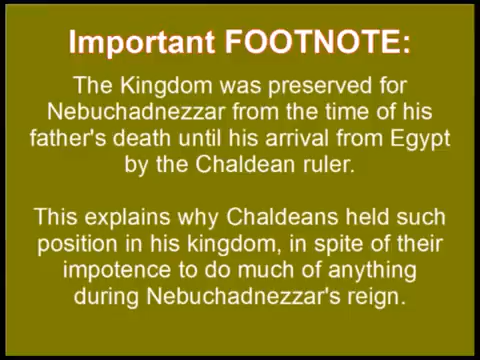 Important FOOTNOTE:
The Kingdom was preserved for
Nebuchadnezzar from the time of his
father's death until his arrival from Egypt
by the Chaldean ruler.
This explains why Chaldeans held such
position in his kingdom, in spite of their
impotence to do much of anything
during Nebuchadnezzar's reign.